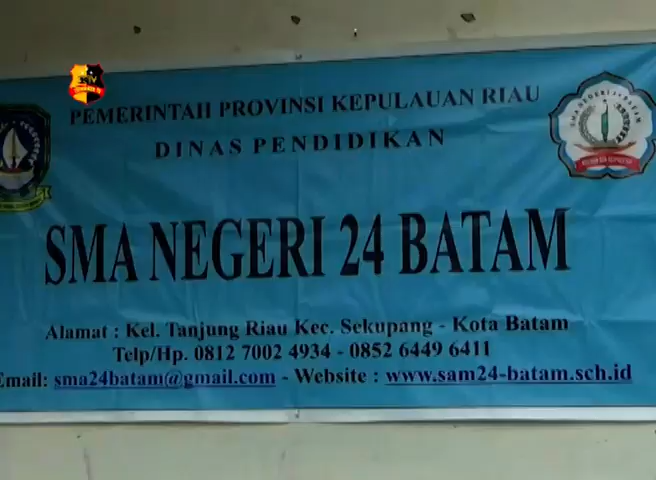 PEMERINTAH PROVINSI KEPULAUAN RIAU
DINAS PENDIDIKAN
SMA NEGERI 24 BATAM
Alamat : Kel. Tanjung Riau Kec. Sekupang - Kota Batam
Telp/Hp. 0812 7002 4934 - 0852 6449 6411
Email: sma24batam@gmail.com - Website : www.sam24-batam.sch.id